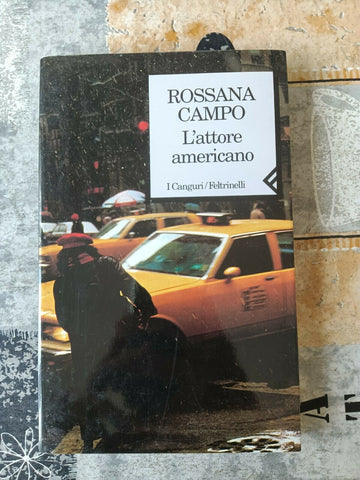 ROSSANA
CAMPO
L'attore
americano
I Canguri/Feltrinelli
A
T